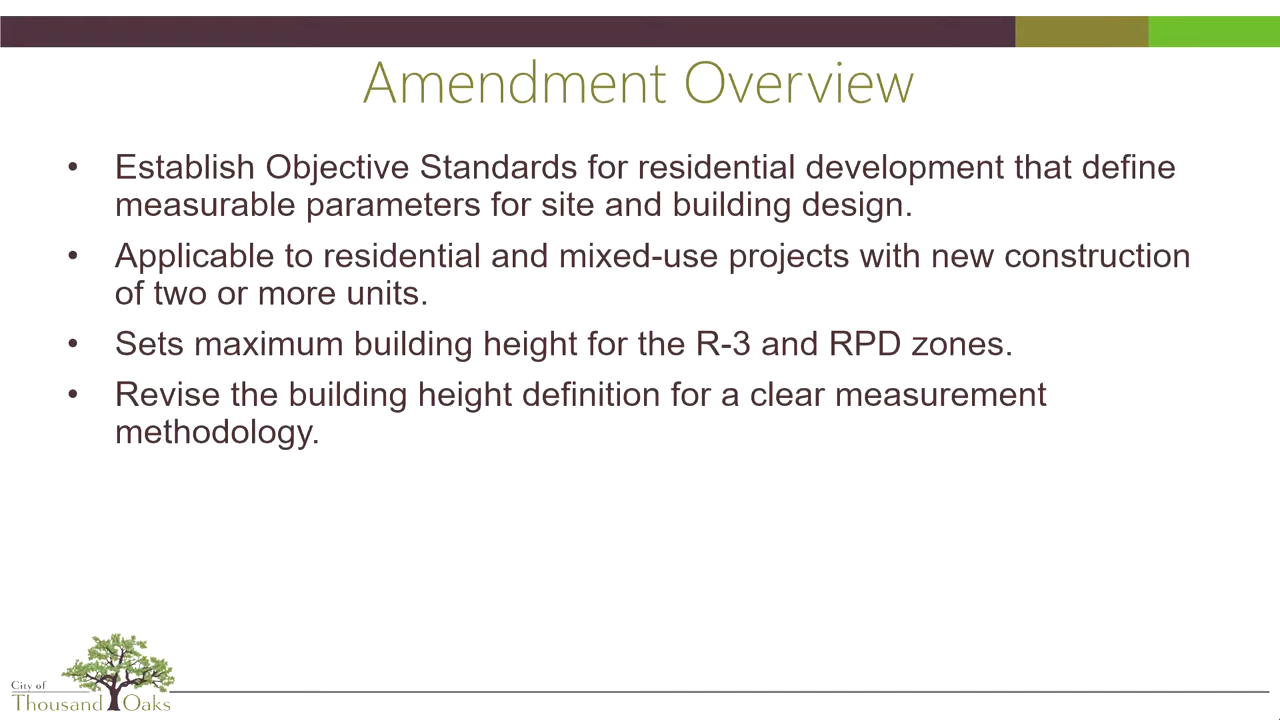 Amendment Overview
• Establish Objective Standards for residential development that define
measurable parameters for site and building design.
• Applicable to residential and mixed-use projects with new construction
of two or more units.
• Sets maximum building height for the R-3 and RPD zones.
• Revise the building height definition for a clear measurement
methodology.
City of
Thousand Oaks